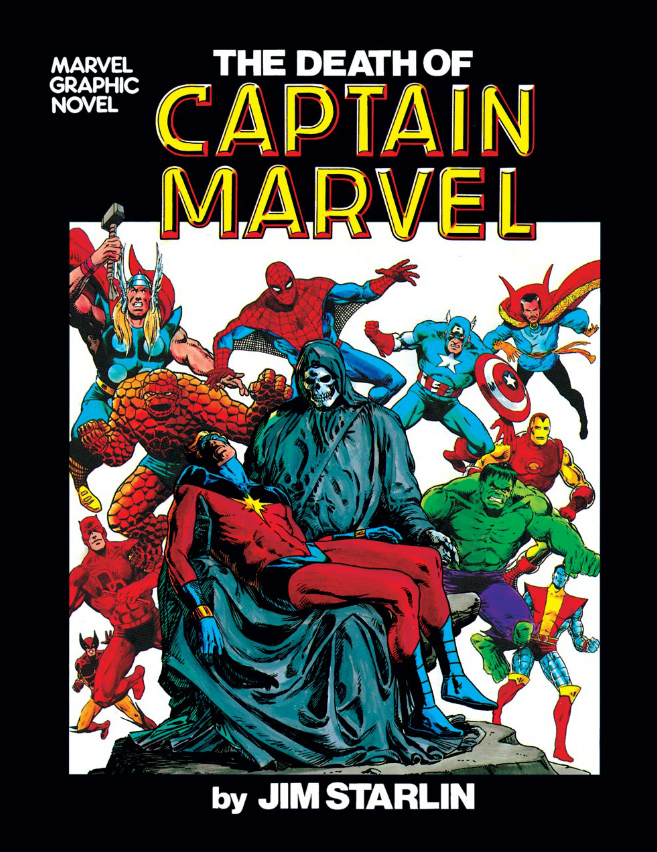 MARVEL
GRAPHIC
NOVEL
THE DEATH OF
CAPTAIN
MARVEL
by JIM STARLIN